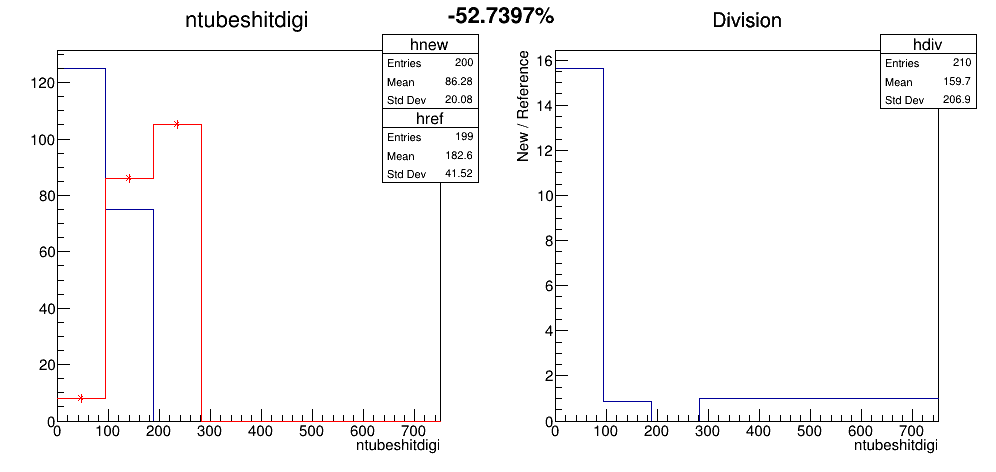 ntubeshitdigi
-52.7397%
Division
hnew
Entries 200
Mean 86.28
Std Dev 20.08
href
Entries 199
Mean 182.6
Std Dev 41.52
120
100
80
60
40
20
0
0 100 200 300 400 500 600 700
ntubeshitdigi
hdiv
Entries 210
Mean 159.7
Std Dev 206.9
New / Reference
16
14
12
10
8
6
4
2
0
0 100 200 300 400 500 600 700
ntubeshitdigi